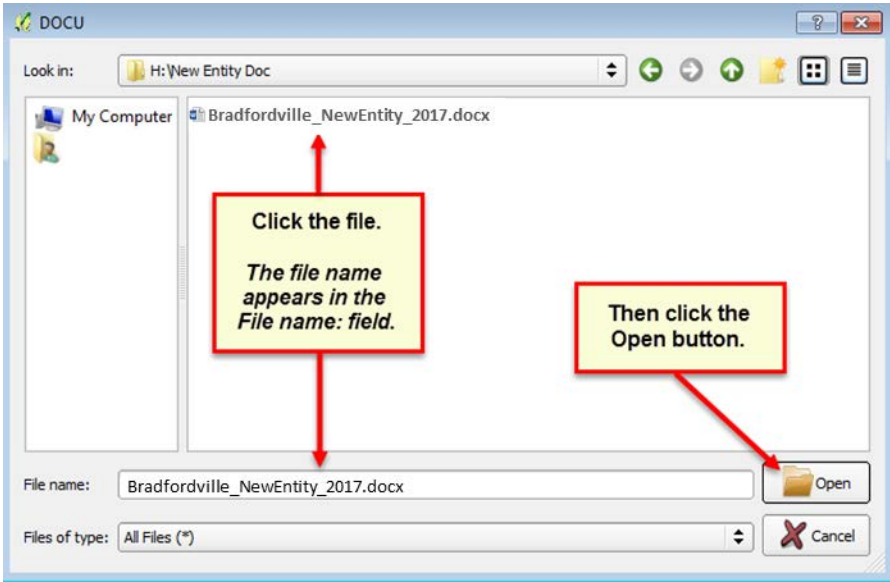 DOCU
Look in: H:\New Entity Doc
My Computer
Bradfordville_NewEntity_2017.docx
Click the file.
The file name
appears in the
File name: field.
Then click the
Open button.
File name: Bradfordville_NewEntity_2017.docx Open
Files of type: All Files (*) Cancel